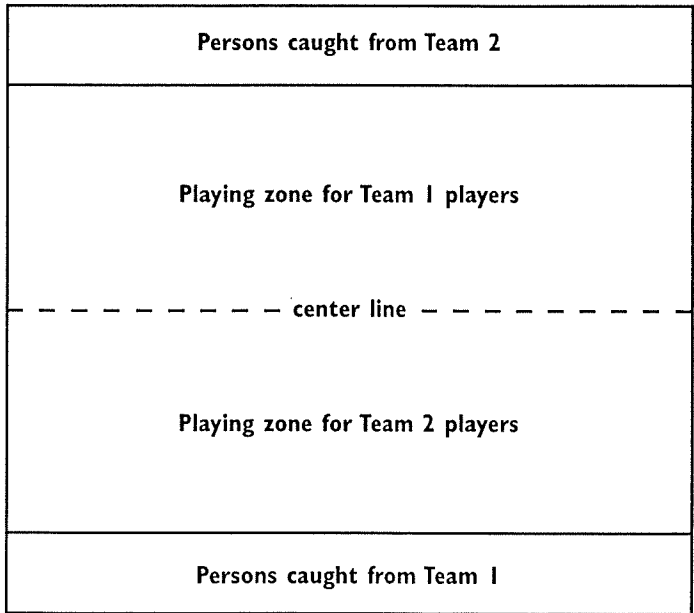 Persons caught from Team 2
Playing zone for Team 1 players
center line
Playing zone for Team 2 players
Persons caught from Team 1